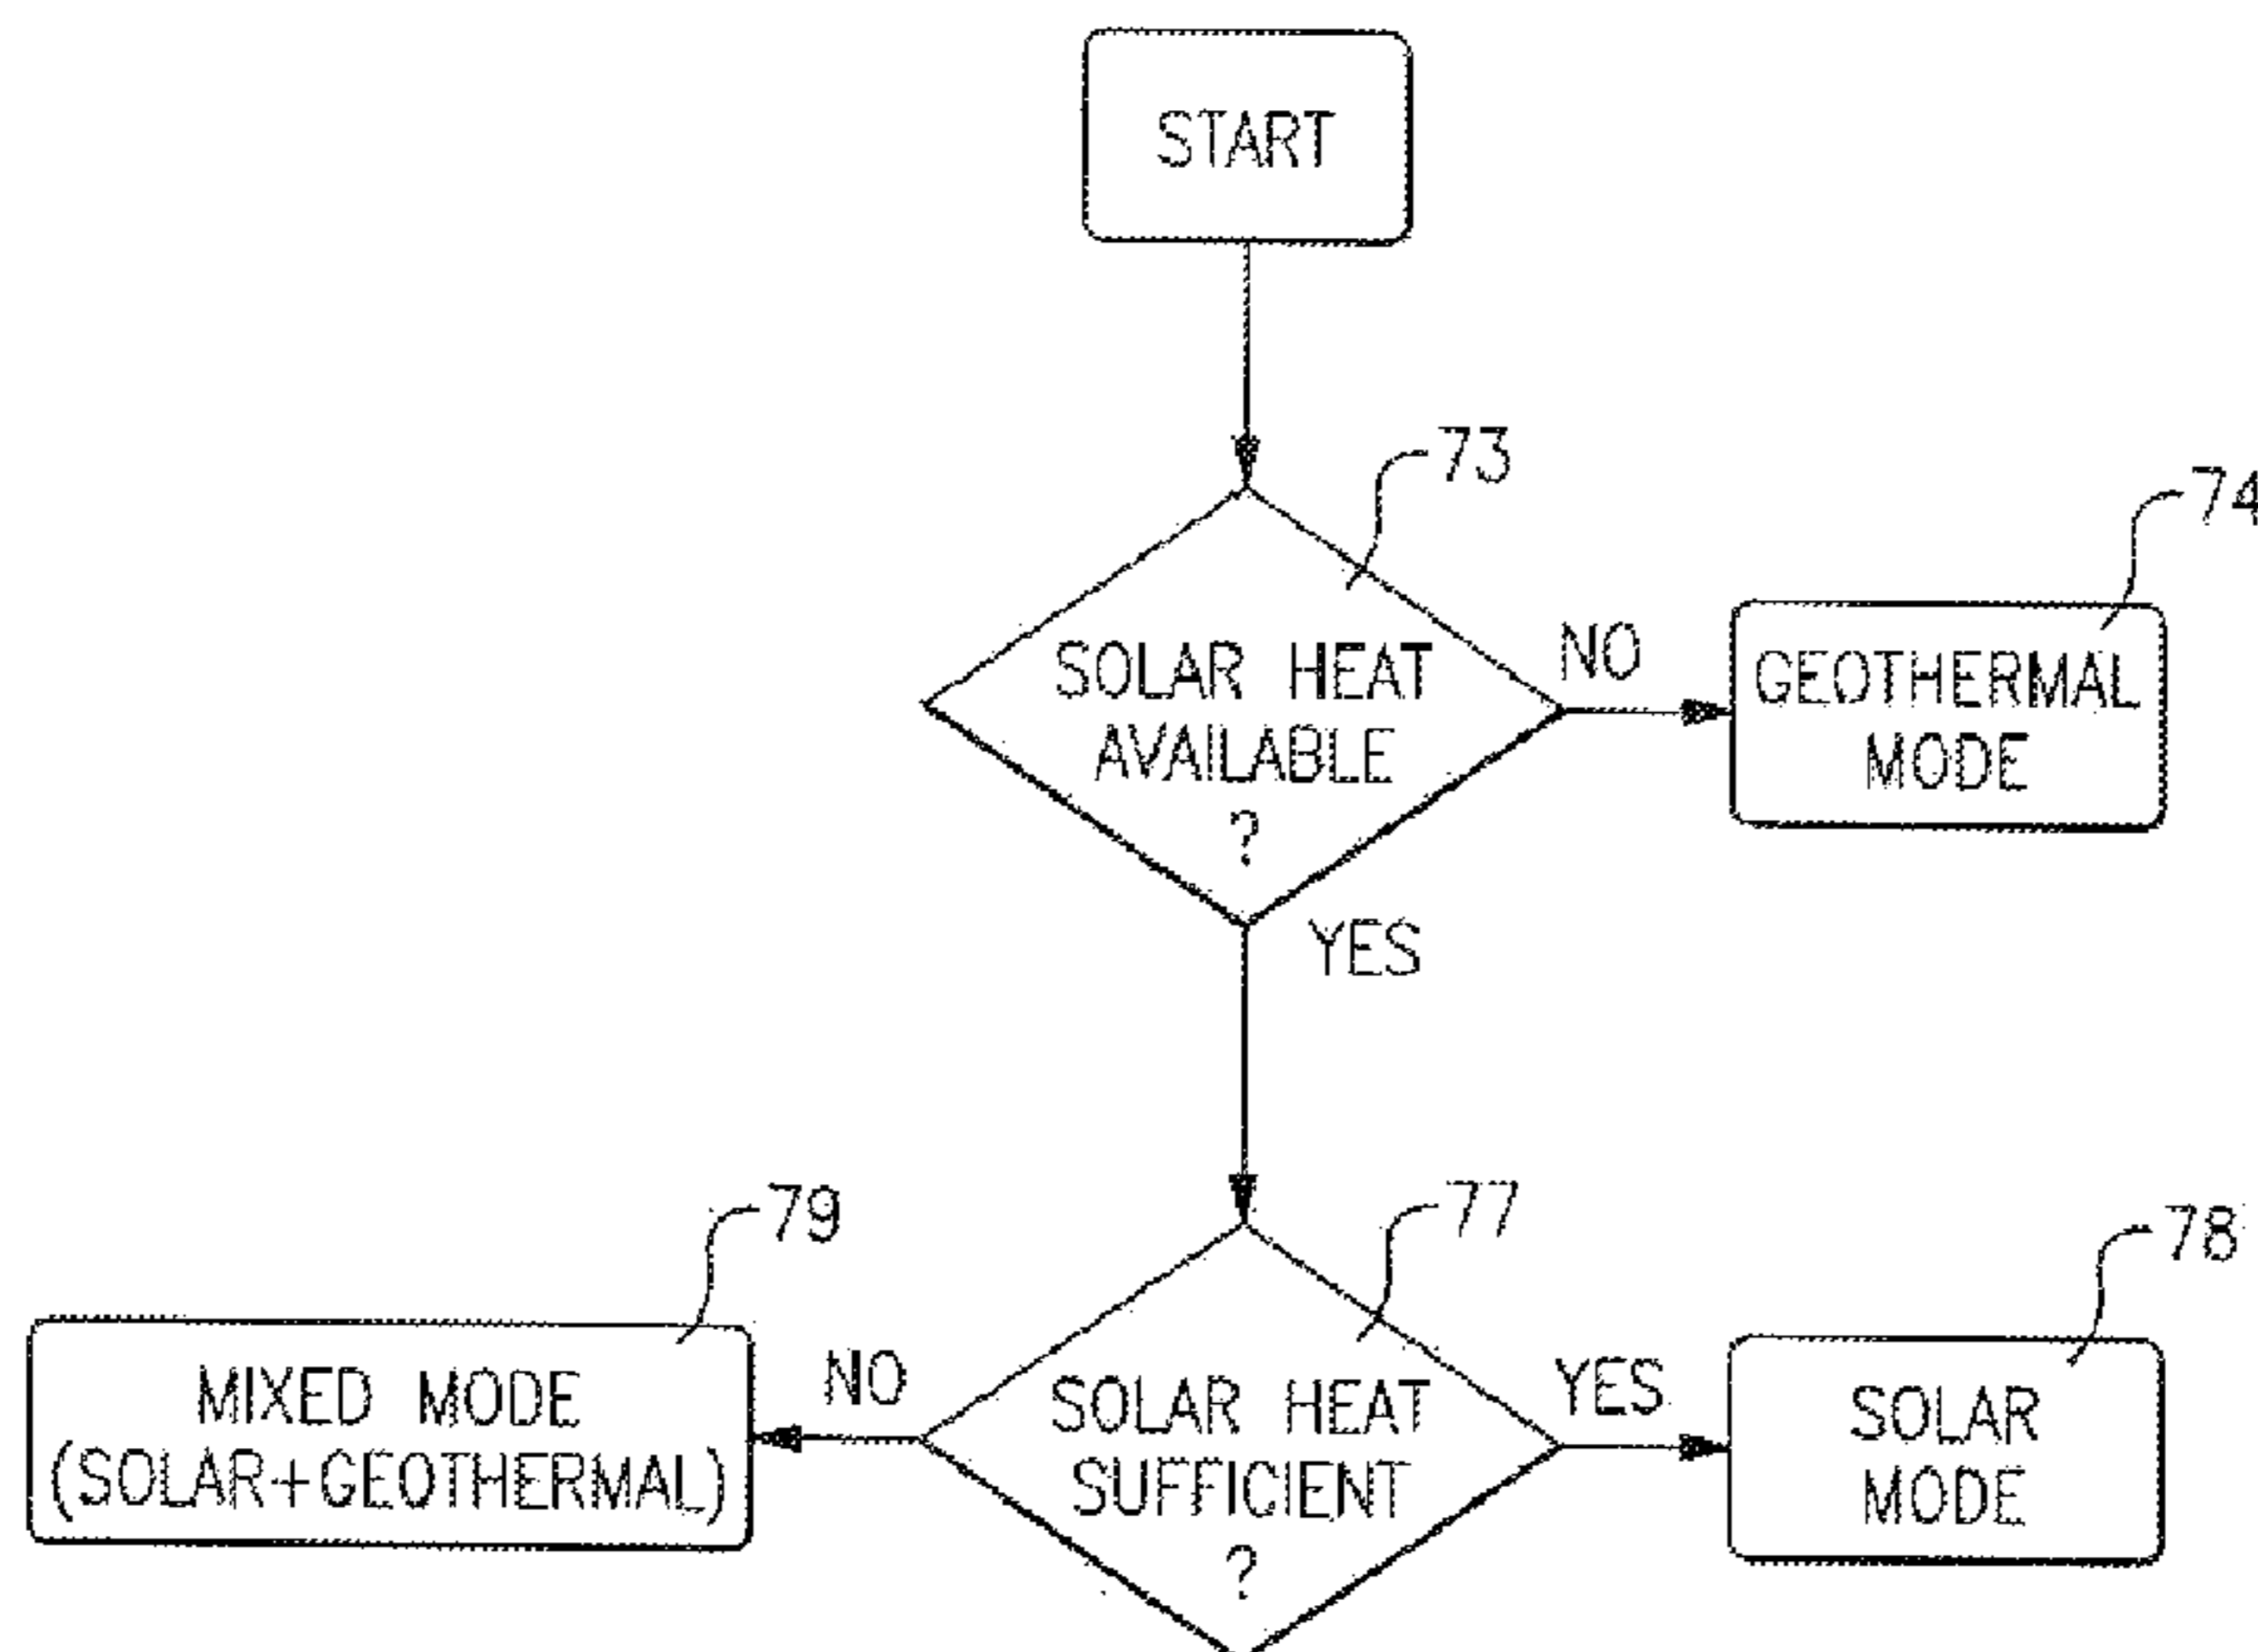 START
73
74
SOLAR HEAT
AVAILABLE
?
NO
GEOTHERMAL
MODE
YES
79
77
78
MIXED MODE
(SOLAR+GEOTHERMAL)
NO
SOLAR HEAT
SUFFICIENT
?
YES
SOLAR
MODE